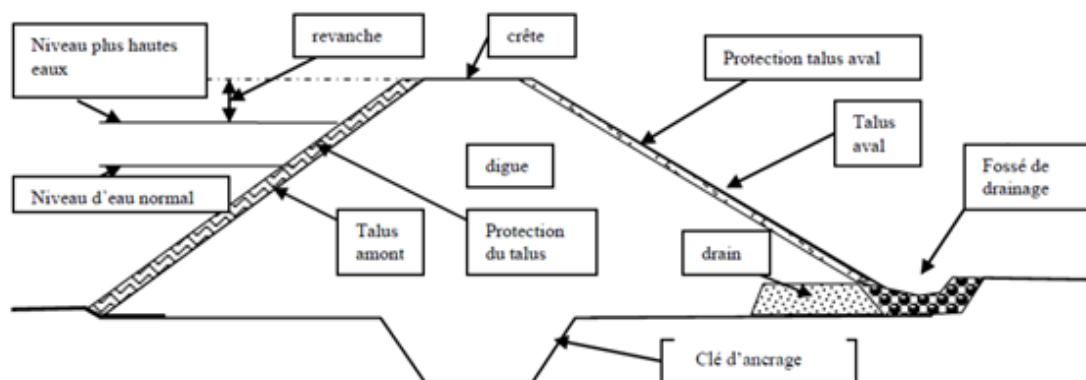 Niveau plus hautes
eaux
revanche
crête
Protection talus aval
Talus
aval
digue
Fossé de
drainage
Niveau d'eau normal
Talus
amont
Protection
du talus
drain
Clé d'ancrage